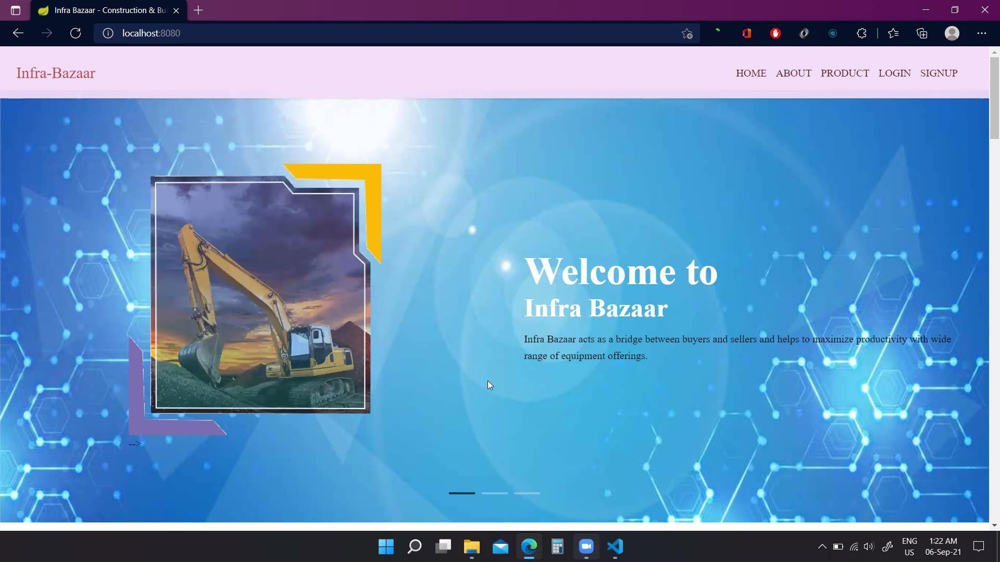 Infra Bazaar - Construction & Bu
localhost:8080
Infra-Bazaar
HOME ABOUT PRODUCT LOGIN SIGNUP
Welcome to
Infra Bazaar
Infra Bazaar acts as a bridge between buyers and sellers and helps to maximize productivity with wide
range of equipment offerings.
-->
ENG
US
1:22 AM
06-Sep-21